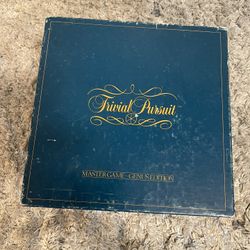 Trivial Pursuit
MASTER GAME - GENUS EDITION